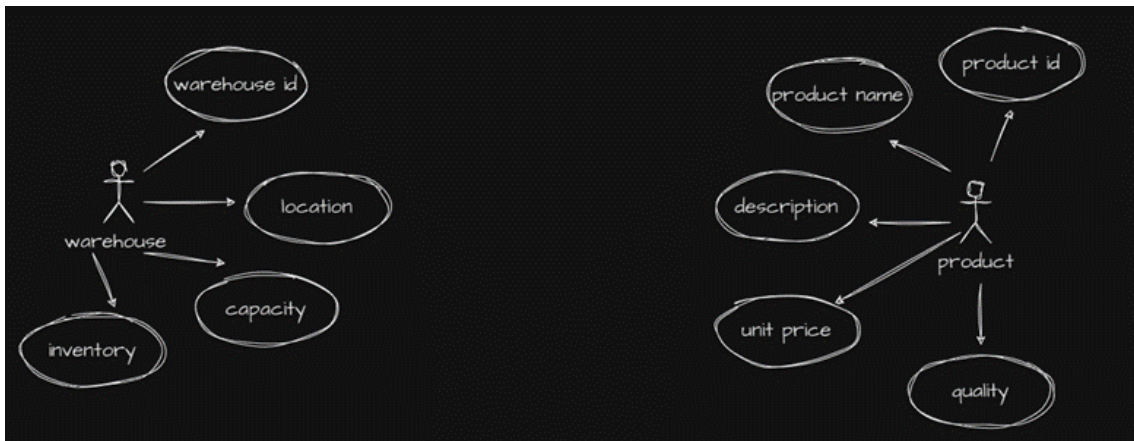 warehouse id
location
warehouse
capacity
inventory
product id
product name
description
product
unit price
quality